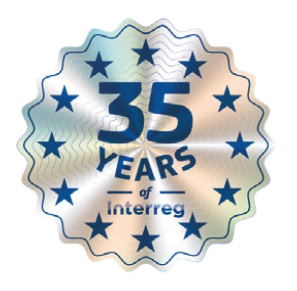 35
YEARS
of
Interreg